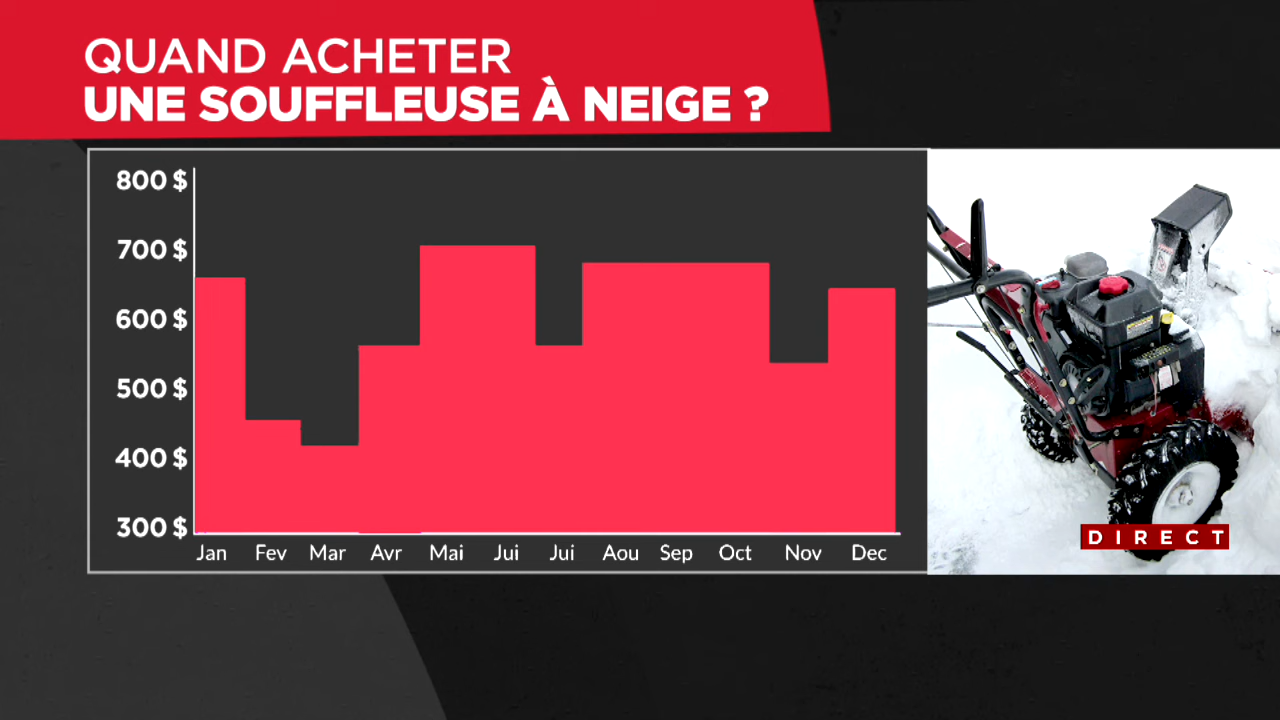 QUAND ACHETER
UNE SOUFFLEUSE À NEIGE ?
800 $
700 $
600 $
500 $
400 $
300 $
Jan Fev Mar Avr Mai Jui Jui Aou Sep Oct Nov Dec
DIRECT